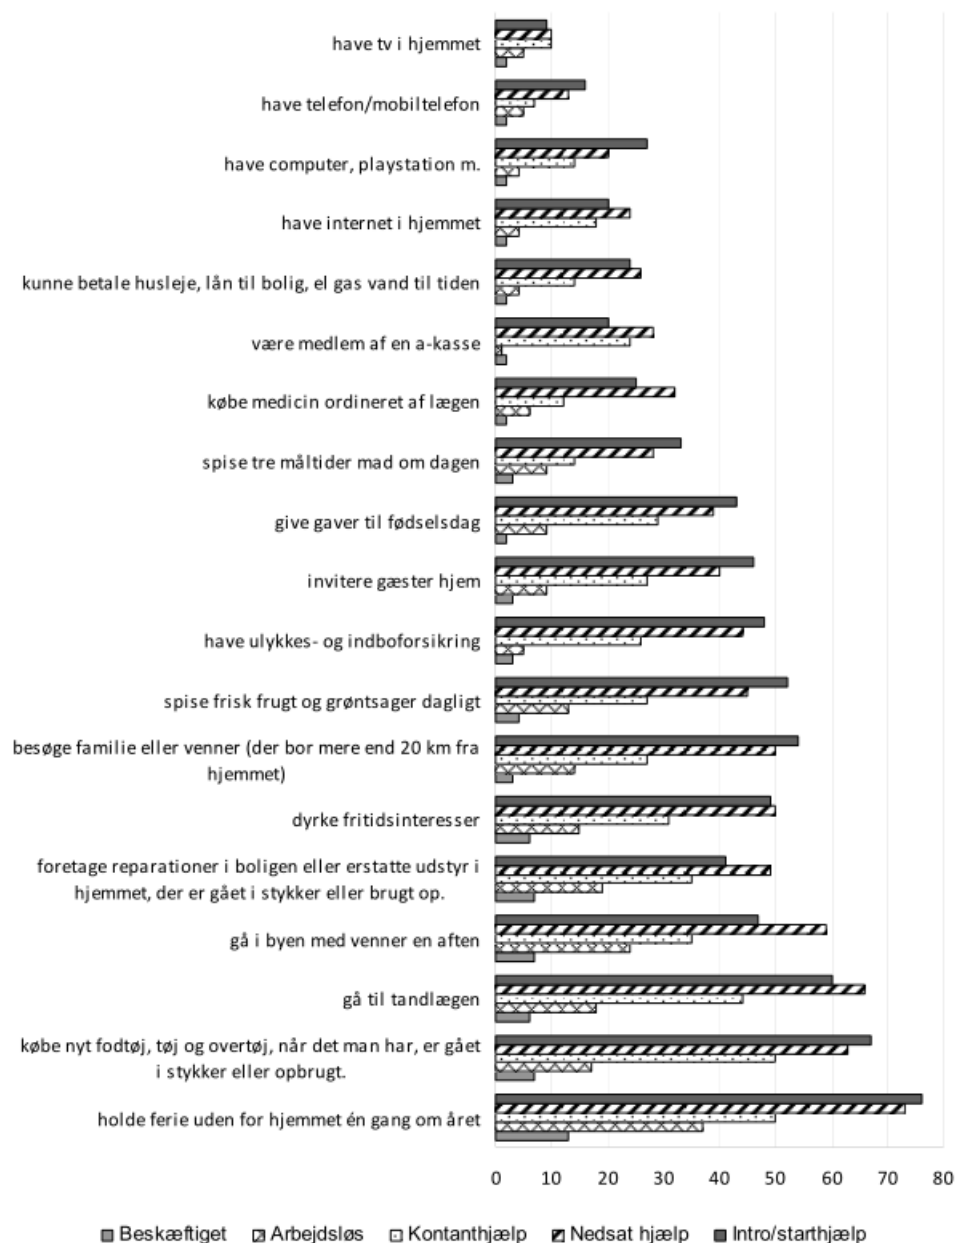 have tv i hjemmet
have telefon/mobiltelefon
have computer, playstation m.
have internet i hjemmet
kunne betale husleje, lån til bolig, el gas vand til tiden
være medlem af en a-kasse
købe medicin ordineret af lægen
spise tre måltider mad om dagen
give gaver til fødselsdag
invitere gæster hjem
have ulykkes- og indboforsikring
spise frisk frugt og grøntsager dagligt
besøge familie eller venner (der bor mere end 20 km fra
hjemmet)
dyrke fritidsinteresser
foretage reparationer i boligen eller erstatte udstyr i
hjemmet, der er gået i stykker eller brugt op.
gå i byen med venner en aften
gå til tandlægen
købe nyt fodtøj, tøj og overtøj, når det man har, er gået
i stykker eller opbrugt.
holde ferie uden for hjemmet én gang om året
0 10 20 30 40 50 60 70 80
Beskæftiget Arbejdsløs Kontanthjælp Nedsat hjælp Intro/starthjælp